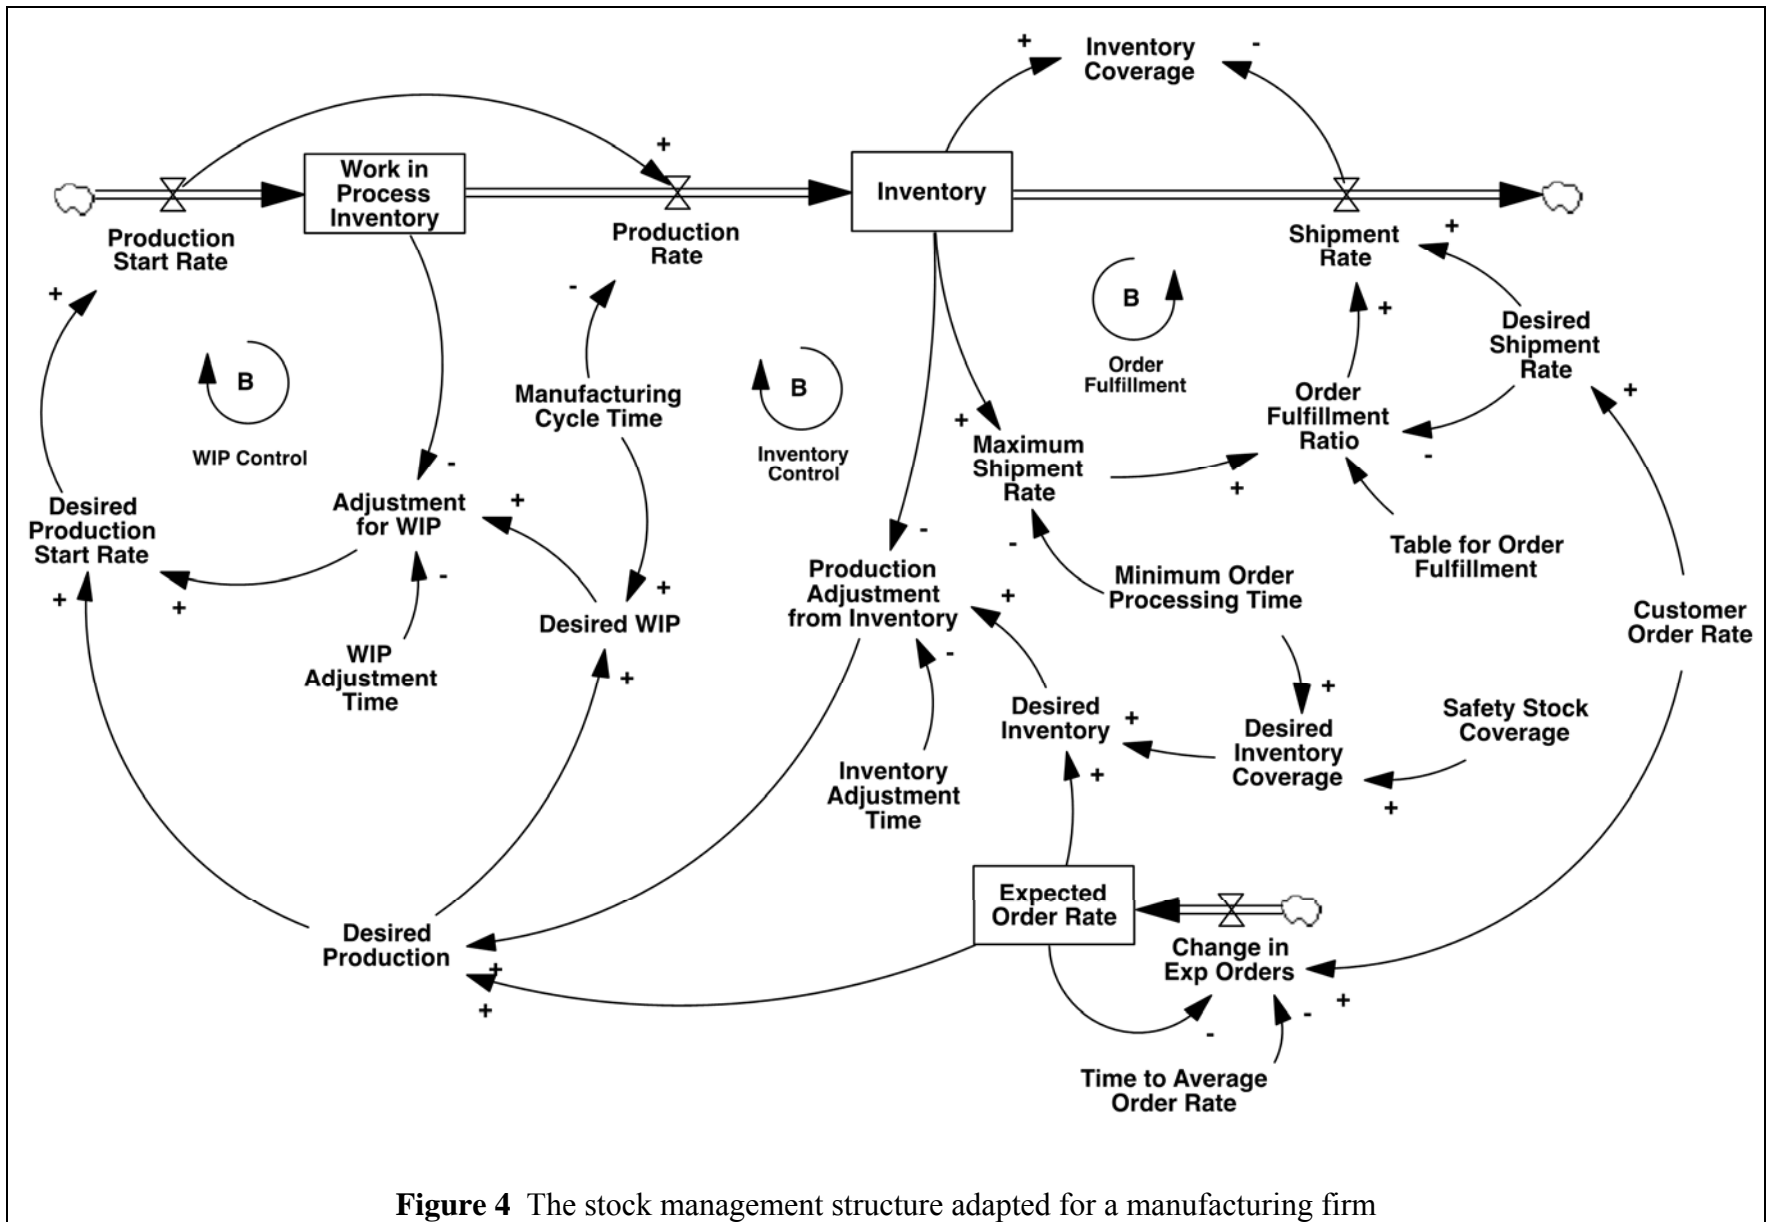 +
Inventory
Coverage
-
+
Work in
Process
Inventory
Inventory
Production
Start Rate
Production
Rate
Shipment
Rate
+
+
-
B
WIP Control
Manufacturing
Cycle Time
B
Inventory
Control
B
Order
Fulfillment
+
Desired
Shipment
Rate
+
Order
Fulfillment
Ratio
-
+
Maximum
Shipment
Rate
+
-
Desired
Production
Start Rate
Adjustment
for WIP
+
-
-
Table for Order
Fulfillment
+
+
-
Production
Adjustment
from Inventory
+
Minimum Order
Processing Time
Customer
Order Rate
WIP
Adjustment
Time
+
Desired WIP
+
-
Desired
Inventory
+
+
Desired
Inventory
Coverage
Safety Stock
Coverage
+
Inventory
Adjustment
Time
+
Expected
Order Rate
Desired
Production
+
+
Change in
Exp Orders
+
-
-
Time to Average
Order Rate
Figure 4 The stock management structure adapted for a manufacturing firm